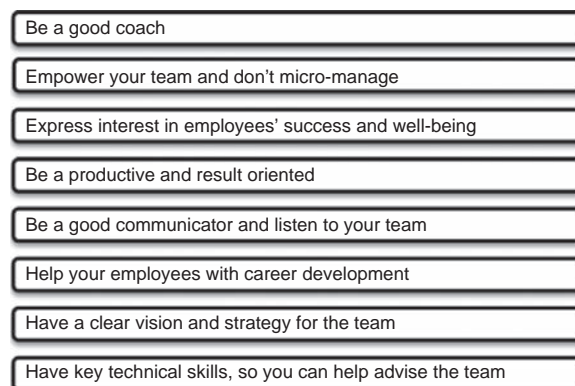 Be a good coach
Empower your team and don't micro-manage
Express interest in employees' success and well-being
Be a productive and result oriented
Be a good communicator and listen to your team
Help your employees with career development
Have a clear vision and strategy for the team
Have key technical skills, so you can help advise the team